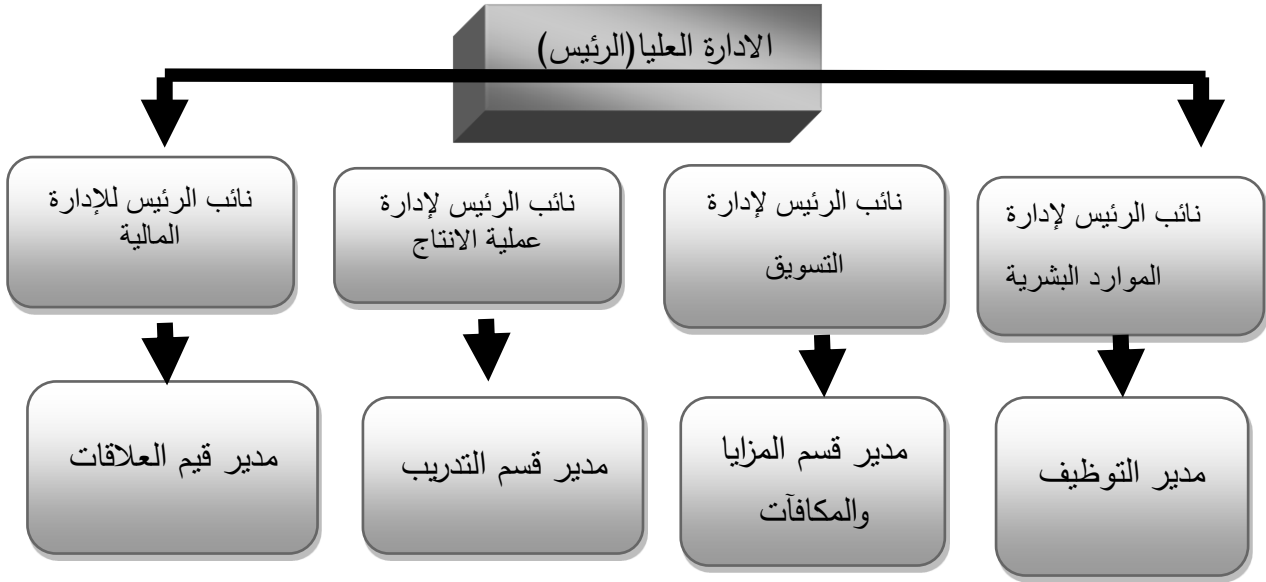 الادارة العليا(الرئيس)
نائب الرئيس لإدارة
الموارد البشرية
نائب الرئيس لإدارة
التسويق
نائب الرئيس لإدارة
عملية الانتاج
نائب الرئيس للإدارة
المالية
مدير التوظيف
مدير قسم المزايا
والمكافآت
مدير قسم التدريب
مدير قيم العلاقات